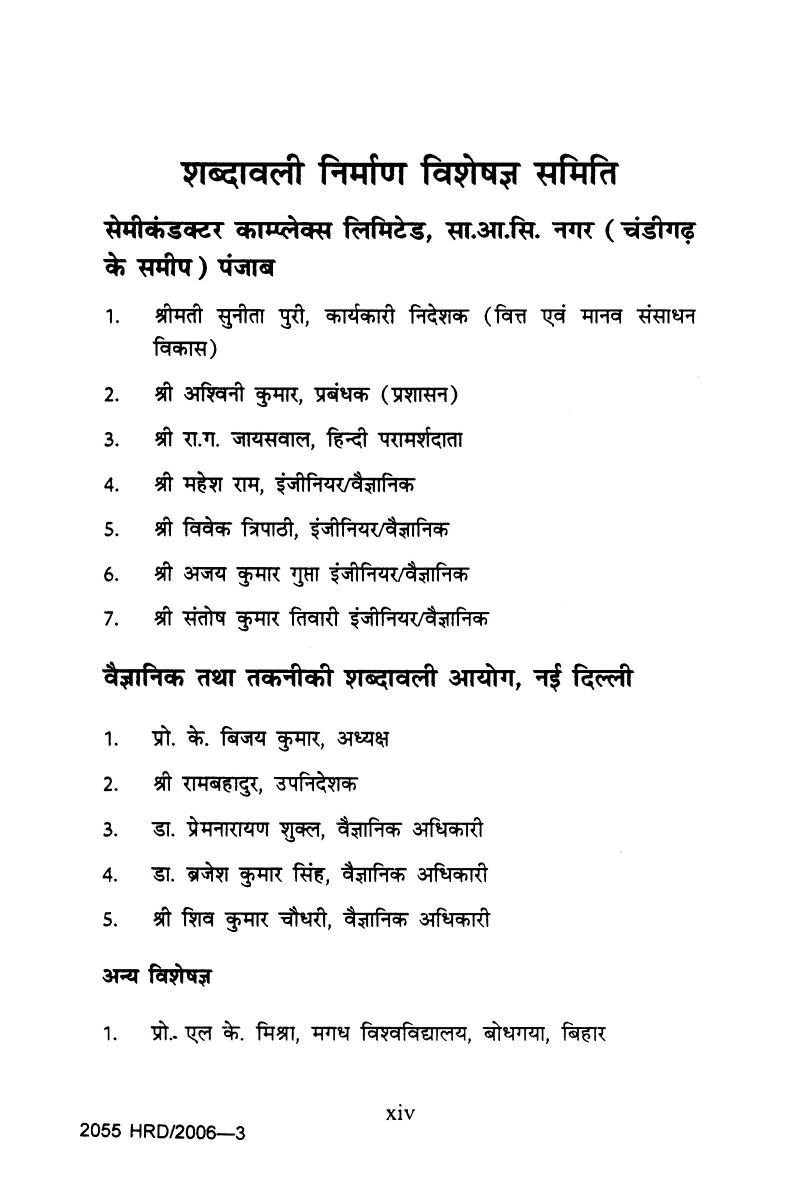 शब्दावली निर्माण विशेषज्ञ समिति
सेमीकंडक्टर काम्प्लेक्स लिमिटेड, सा.आ.सि. नगर (चंडीगढ़
के समीप) पंजाब
1. श्रीमती सुनीता पुरी, कार्यकारी निदेशक (वित्त एवं मानव संसाधन
विकास)
2. श्री अश्विनी कुमार, प्रबंधक (प्रशासन)
3. श्री रा.ग. जायसवाल, हिन्दी परामर्शदाता
4. श्री महेश राम, इंजीनियर/वैज्ञानिक
5. श्री विवेक त्रिपाठी, इंजीनियर/वैज्ञानिक
6. श्री अजय कुमार गुप्ता इंजीनियर/वैज्ञानिक
7. श्री संतोष कुमार तिवारी इंजीनियर/वैज्ञानिक
वैज्ञानिक तथा तकनीकी शब्दावली आयोग, नई दिल्ली
1. प्रो. के. बिजय कुमार, अध्यक्ष
2. श्री रामबहादुर, उपनिदेशक
3. डा. प्रेमनारायण शुक्ल, वैज्ञानिक अधिकारी
4. डा. ब्रजेश कुमार सिंह, वैज्ञानिक अधिकारी
5. श्री शिव कुमार चौधरी, वैज्ञानिक अधिकारी
अन्य विशेषज्ञ
1. प्रो. एल के. मिश्रा, मगध विश्वविद्यालय, बोधगया, बिहार
xiv
2055 HRD/2006—3